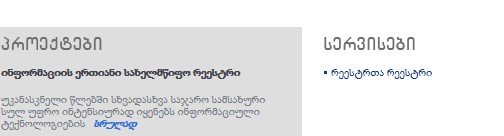 პროექტები
ინფორმაციის ერთიანი სახელმწიფო რეესტრი
უკანასკნელი წლებში სხვადასხვა საჯარო სამსახური
სულ უფრო ინტენსიურად იყენებს ინფორმაციული
ტექნოლოგიების სრულად
სერვისები
რეესტრთა რეესტრი